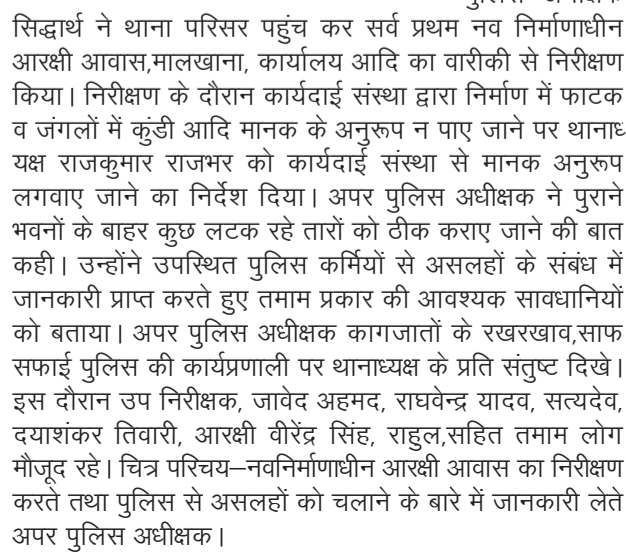 सिद्धार्थ ने थाना परिसर पहुंच कर सर्व प्रथम नव निर्माणाधीन
आरक्षी आवास,मालखाना, कार्यालय आदि का वारीकी से निरीक्षण
किया। निरीक्षण के दौरान कार्यदाई संस्था द्वारा निर्माण में फाटक
व जंगलों में कुंडी आदि मानक के अनुरूप न पाए जाने पर थानाध
यक्ष राजकुमार राजभर को कार्यदाई संस्था से मानक अनुरूप
लगवाए जाने का निर्देश दिया। अपर पुलिस अधीक्षक ने पुराने
भवनों के बाहर कुछ लटक रहे तारों को ठीक कराए जाने की बात
कही। उन्होंने उपस्थित पुलिस कर्मियों से असलहों के संबंध में
जानकारी प्राप्त करते हुए तमाम प्रकार की आवश्यक सावधानियों
को बताया। अपर पुलिस अधीक्षक कागजातों के रखरखाव,साफ
सफाई पुलिस की कार्यप्रणाली पर थानाध्यक्ष के प्रति संतुष्ट दिखे।
इस दौरान उप निरीक्षक, जावेद अहमद, राघवेन्द्र यादव, सत्यदेव,
दयाशंकर तिवारी, आरक्षी वीरेंद्र सिंह, राहुल,सहित तमाम लोग
मौजूद रहे। चित्र परिचय—नवनिर्माणाधीन आरक्षी आवास का निरीक्षण
करते तथा पुलिस से असलहों को चलाने के बारे में जानकारी लेते
अपर पुलिस अधीक्षक।